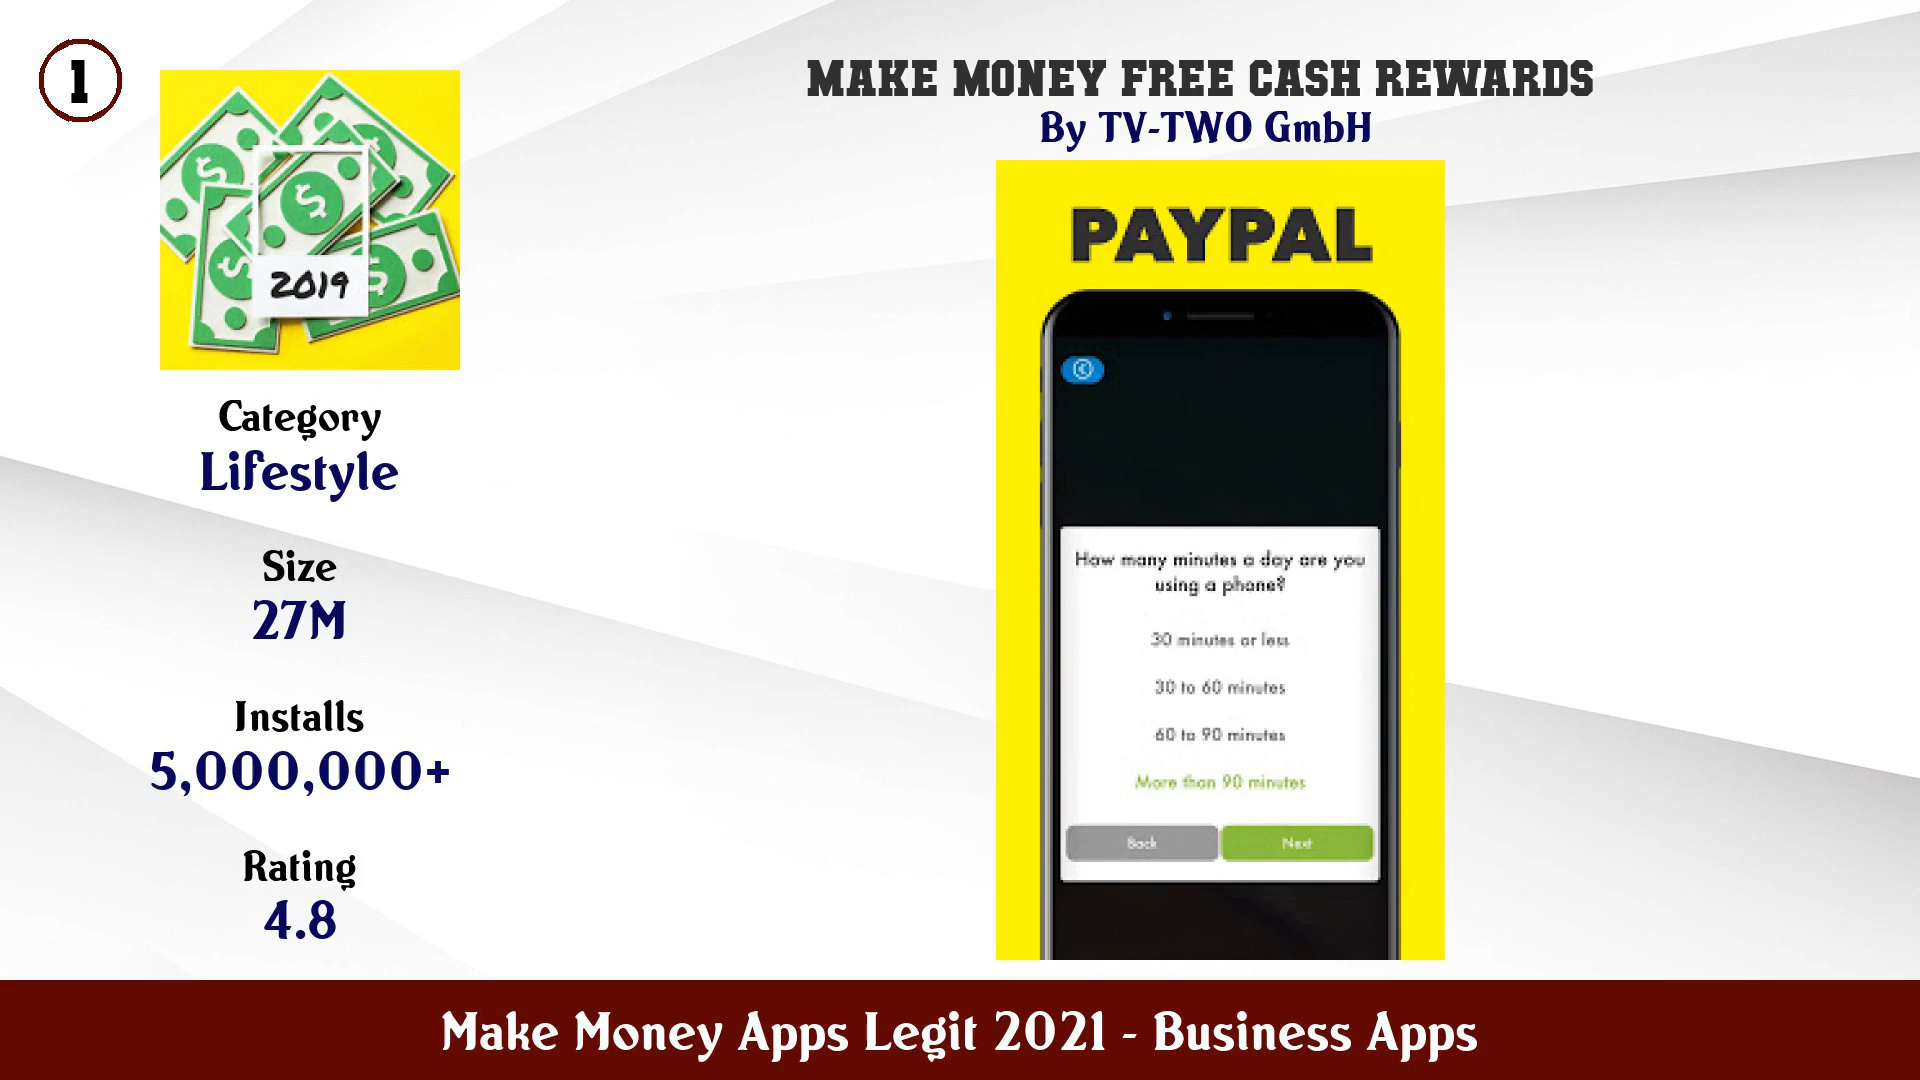 1
MAKE MONEY FREE CASH REWARDS
By TV-TWO GmbH
2019
Category
Lifestyle
Size
27M
Installs
5,000,000+
Rating
4.8
PAYPAL
How many minutes a day are you
using a phone?
30 minutes or less
30 to 60 minutes
60 to 90 minutes
More than 90 minutes
Back
Next
Make Money Apps Legit 2021 - Business Apps